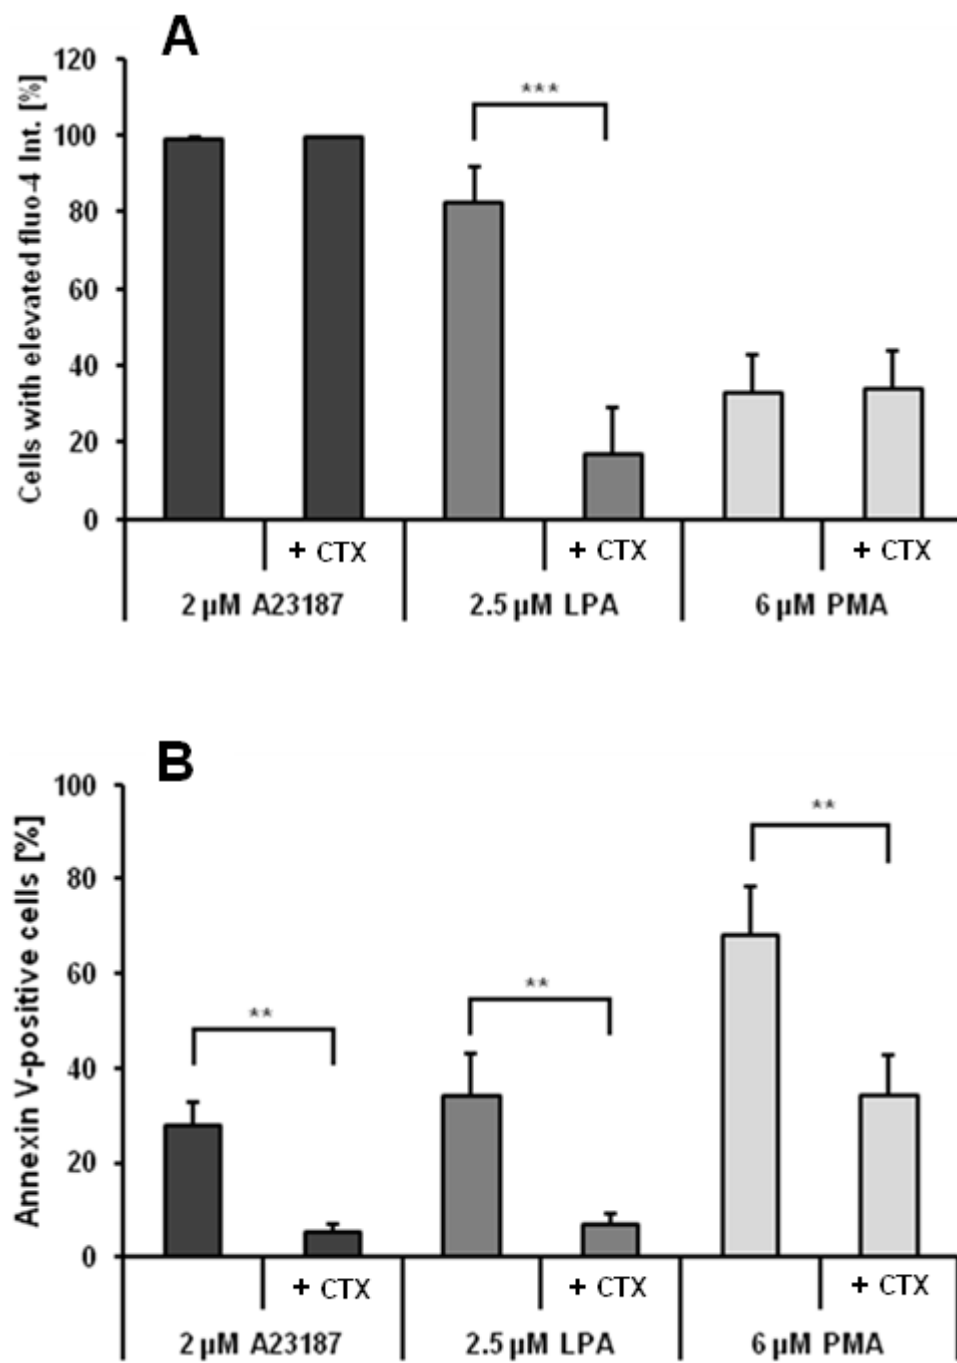 A
Cells with elevated fluo-4 Int. [%]
120
100
80
60
40
20
0
***
+ CTX
+ CTX
+ CTX
2 µM A23187
2.5 µM LPA
6 µM PMA
B
Annexin V-positive cells [%]
100
80
60
40
20
0
**
**
**
+ CTX
+ CTX
+ CTX
2 µM A23187
2.5 µM LPA
6 µM PMA